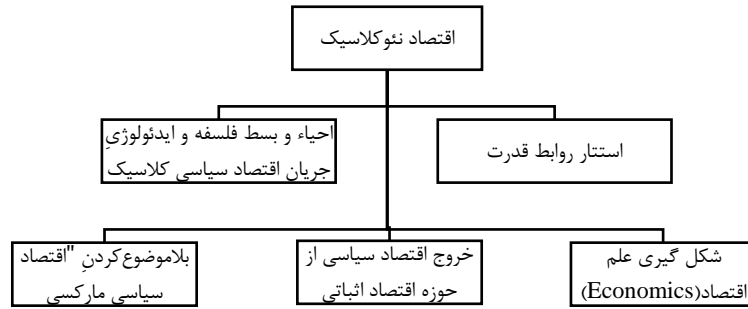 اقتصاد نئوکلاسیک
استتار روابط قدرت
احیاء و بسط فلسفه و ایدئولوژیِ
جریان اقتصاد سیاسی کلاسیک
شکل گیری علم
اقتصاد(Economics)
خروج اقتصاد سیاسی از
حوزه اقتصاد اثباتی
بلاموضوع‌کردنِ "اقتصاد
سیاسی مارکسی